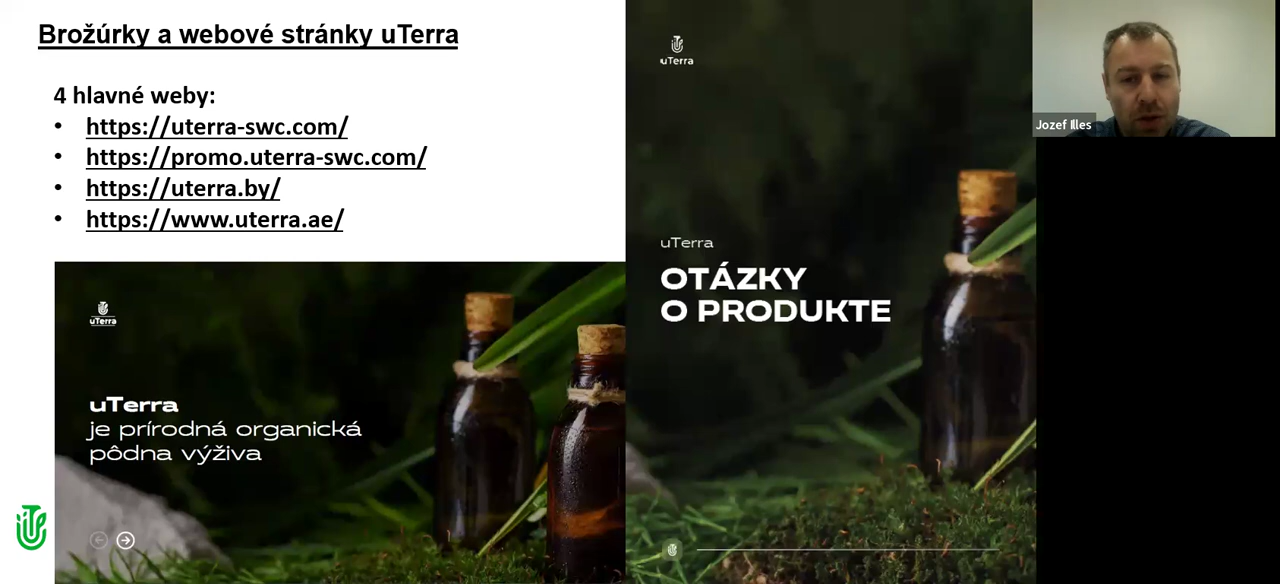 Brožúrky a webové stránky uTerra
4 hlavné weby:
• https://uterra-swc.com/
• https://promo.uterra-swc.com/
• https://uterra.by/
• https://www.uterra.ae/
uTerra
uTerra
je prírodná organická
pôdna výživa
uTerra
uTerra
OTÁZKY
O PRODUKTE
Jozef Illes